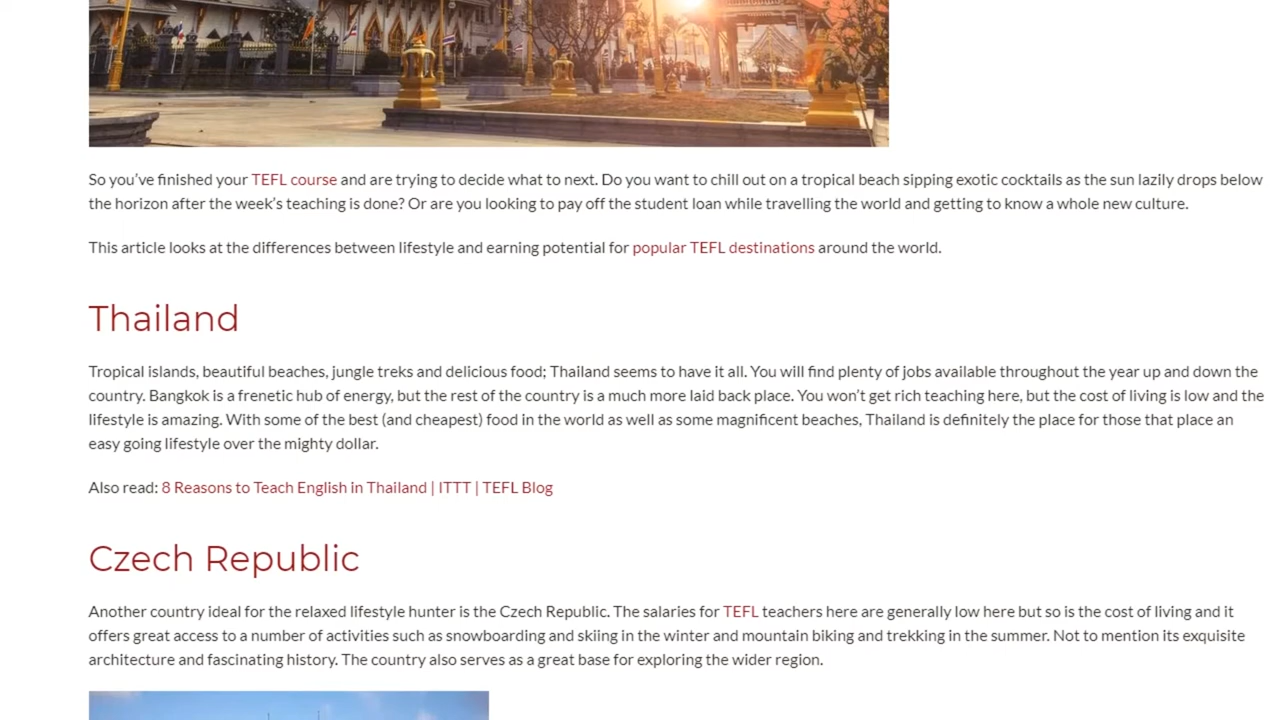 So you’ve finished your TEFL course and are trying to decide what to next. Do you want to chill out on a tropical beach sipping exotic cocktails as the sun lazily drops below
the horizon after the week’s teaching is done? Or are you looking to pay off the student loan while travelling the world and getting to know a whole new culture.
This article looks at the differences between lifestyle and earning potential for popular TEFL destinations around the world.
Thailand
Tropical islands, beautiful beaches, jungle treks and delicious food; Thailand seems to have it all. You will find plenty of jobs available throughout the year up and down the
country. Bangkok is a frenetic hub of energy, but the rest of the country is a much more laid back place. You won’t get rich teaching here, but the cost of living is low and the
lifestyle is amazing. With some of the best (and cheapest) food in the world as well as some magnificent beaches, Thailand is definitely the place for those that place an
easy going lifestyle over the mighty dollar.
Also read: 8 Reasons to Teach English in Thailand | ITTT | TEFL Blog
Czech Republic
Another country ideal for the relaxed lifestyle hunter is the Czech Republic. The salaries for TEFL teachers here are generally low here but so is the cost of living and it
offers great access to a number of activities such as snowboarding and skiing in the winter and mountain biking and trekking in the summer. Not to mention its exquisite
architecture and fascinating history. The country also serves as a great base for exploring the wider region.